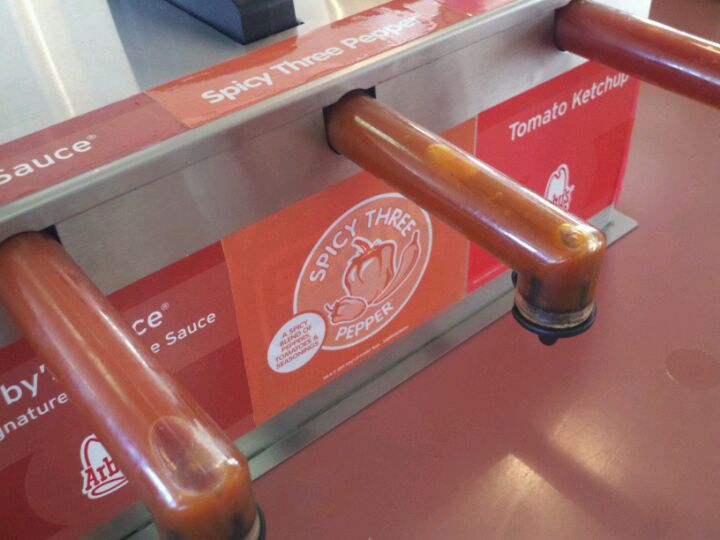 Sauce®
Spicy Three Pepper
Tomato Ketchup
SPICY THREE
PEPPER
A SPICY
BLEND OF
PEPPERS,
TOMATOES &
SEASONINGS
ce®
e Sauce
by's
gnature
Arb